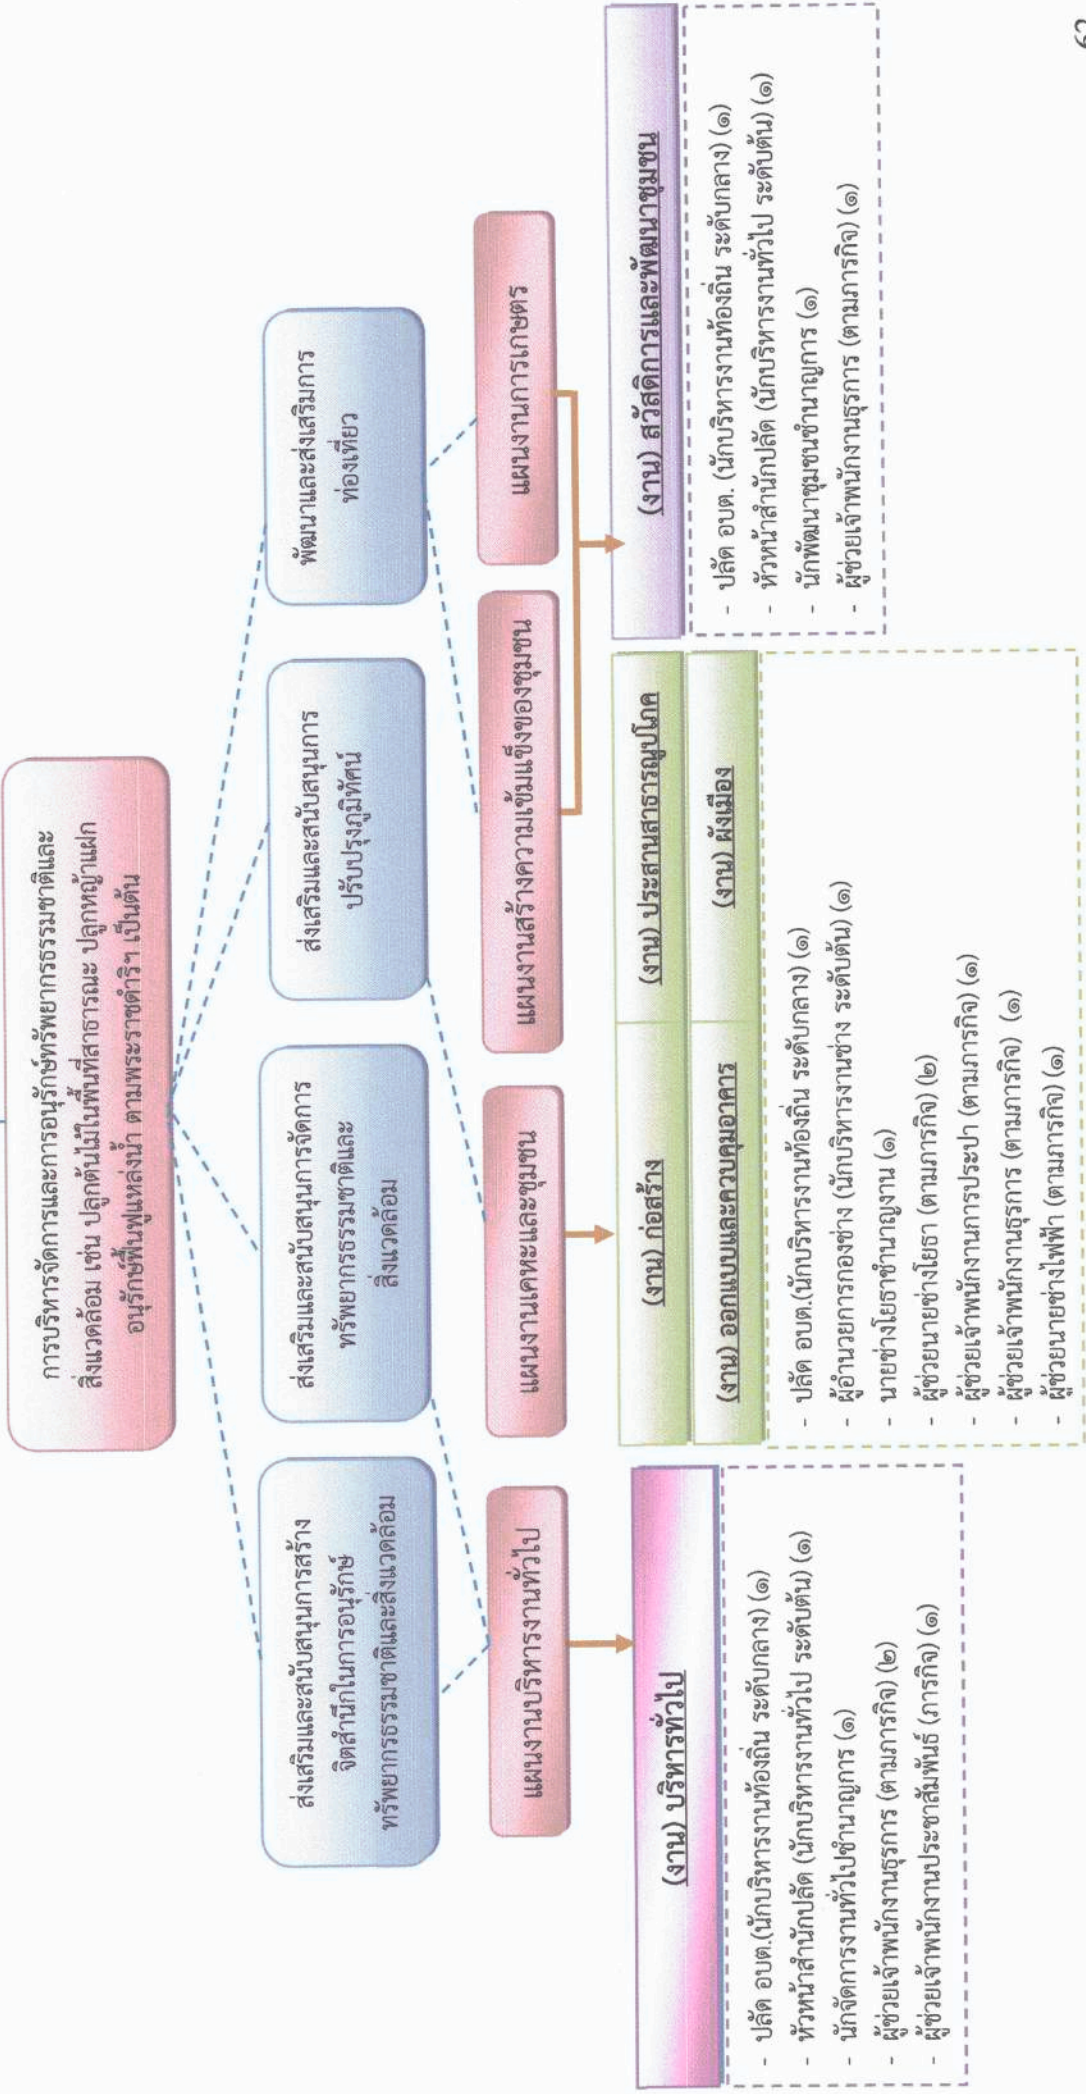 การบริหารจัดการและการอนุรักษ์ทรัพยากรธรรมชาติและ
สิ่งแวดล้อม เช่น ปลูกต้นไม้ในพื้นที่สาธารณะ ปลูกหญ้าแฝก
อนุรักษ์ฟื้นฟูแหล่งน้ำ ตามพระราชดำริฯ เป็นต้น
ส่งเสริมและสนับสนุนการสร้าง
จิตสำนึกในการอนุรักษ์
ทรัพยากรธรรมชาติและสิ่งแวดล้อม
ส่งเสริมและสนับสนุนการจัดการ
ทรัพยากรธรรมชาติและ
สิ่งแวดล้อม
ส่งเสริมและสนับสนุนการ
ปรับปรุงภูมิทัศน์
พัฒนาและส่งเสริมการ
ท่องเที่ยว
แผนงานบริหารงานทั่วไป
แผนงานเคหะและชุมชน
แผนงานสร้างความเข้มแข็งของชุมชน
แผนงานการเกษตร
(งาน) บริหารทั่วไป
- ปลัด อบต.(นักบริหารงานท้องถิ่น ระดับกลาง) (๑)
- หัวหน้าสำนักปลัด (นักบริหารงานทั่วไป ระดับต้น) (๑)
- นักจัดการงานทั่วไปชำนาญการ (๑)
- ผู้ช่วยเจ้าพนักงานธุรการ (ตามภารกิจ) (๒)
- ผู้ช่วยเจ้าพนักงานประชาสัมพันธ์ (ภารกิจ) (๑)
(งาน) ก่อสร้าง
(งาน) ประสานสาธารณูปโภค
(งาน) ออกแบบและควบคุมอาคาร
(งาน) ผังเมือง
- ปลัด อบต.(นักบริหารงานท้องถิ่น ระดับกลาง) (๑)
- ผู้อำนวยการกองช่าง (นักบริหารงานช่าง ระดับต้น) (๑)
- นายช่างโยธาชำนาญงาน (๑)
- ผู้ช่วยนายช่างโยธา (ตามภารกิจ) (๒)
- ผู้ช่วยเจ้าพนักงานการประปา (ตามภารกิจ) (๑)
- ผู้ช่วยเจ้าพนักงานธุรการ (ตามภารกิจ) (๑)
- ผู้ช่วยนายช่างไฟฟ้า (ตามภารกิจ) (๑)
(งาน) สวัสดิการและพัฒนาชุมชน
- ปลัด อบต. (นักบริหารงานท้องถิ่น ระดับกลาง) (๑)
- หัวหน้าสำนักปลัด (นักบริหารงานทั่วไป ระดับต้น) (๑)
- นักพัฒนาชุมชนชำนาญการ (๑)
- ผู้ช่วยเจ้าพนักงานธุรการ (ตามภารกิจ) (๑)